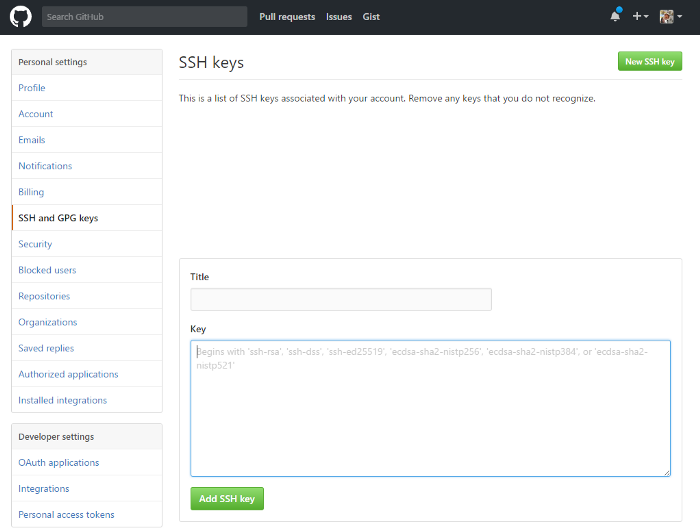 Search GitHub
Pull requests
Issues
Gist
Personal settings
Profile
Account
Emails
Notifications
Billing
SSH and GPG keys
Security
Blocked users
Repositories
Organizations
Saved replies
Authorized applications
Installed integrations
Developer settings
OAuth applications
Integrations
Personal access tokens
SSH keys
New SSH key
This is a list of SSH keys associated with your account. Remove any keys that you do not recognize.
Title
Key
Begins with 'ssh-rsa', 'ssh-dss', 'ssh-ed25519', 'ecdsa-sha2-nistp256', 'ecdsa-sha2-nistp384', or 'ecdsa-sha2-
nistp521'
Add SSH key